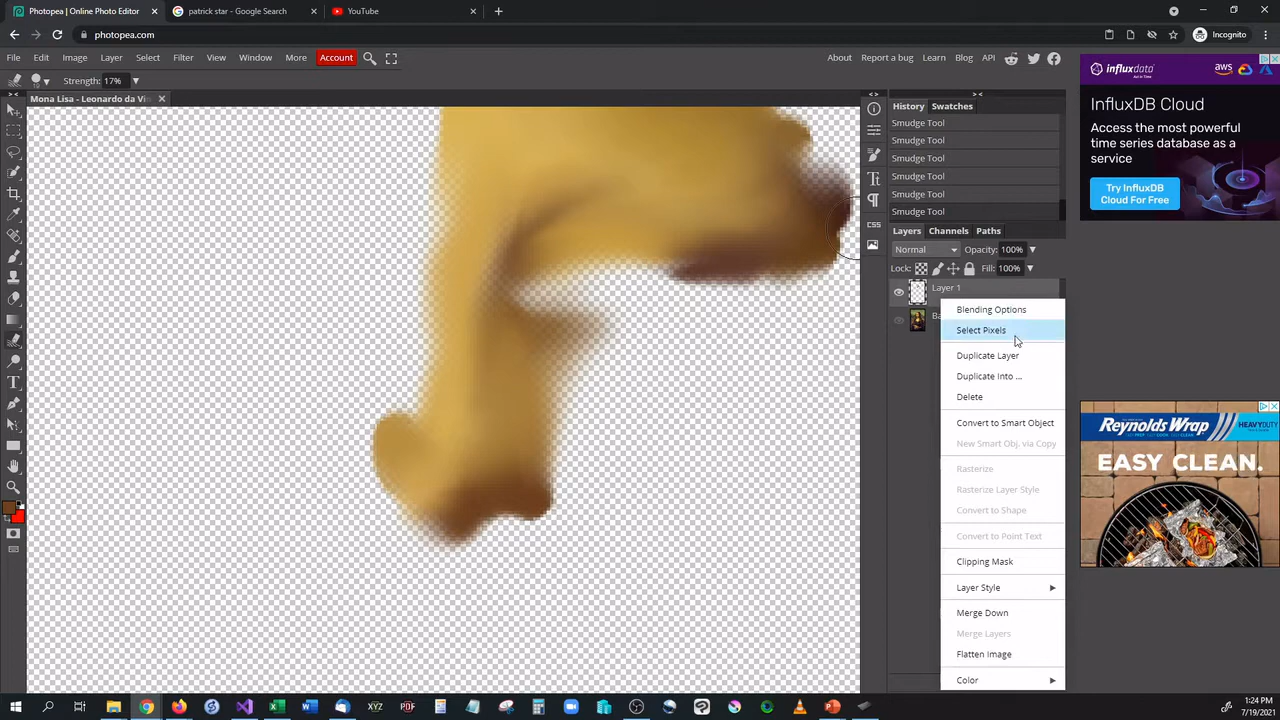 Photopea | Online Photo Editor
patrick star - Google Search
YouTube
photopea.com
Incognito
File Edit Image Layer Select Filter View Window More Account
About Report a bug Learn Blog API
Strength: 17%
Mona Lisa - Leonardo da Vi
History Swatches
Smudge Tool
Smudge Tool
Smudge Tool
Smudge Tool
Smudge Tool
Smudge Tool
Layers Channels Paths
Normal Opacity: 100%
Lock: Fill: 100%
Layer 1
Ba
CSS
Blending Options
Select Pixels
Duplicate Layer
Duplicate Into ...
Delete
Convert to Smart Object
New Smart Obj. via Copy
Rasterize
Rasterize Layer Style
Convert to Shape
Convert to Point Text
Clipping Mask
Layer Style
Merge Down
Merge Layers
Flatten Image
Color
influxdata
aws
InfluxDB Cloud
Access the most powerful
time series database as a
service
Try InfluxDB
Cloud For Free
Reynolds Wrap
HEAVY DUTY
EASY CLEAN.
XYZ
PDF
1:24 PM
7/19/2021